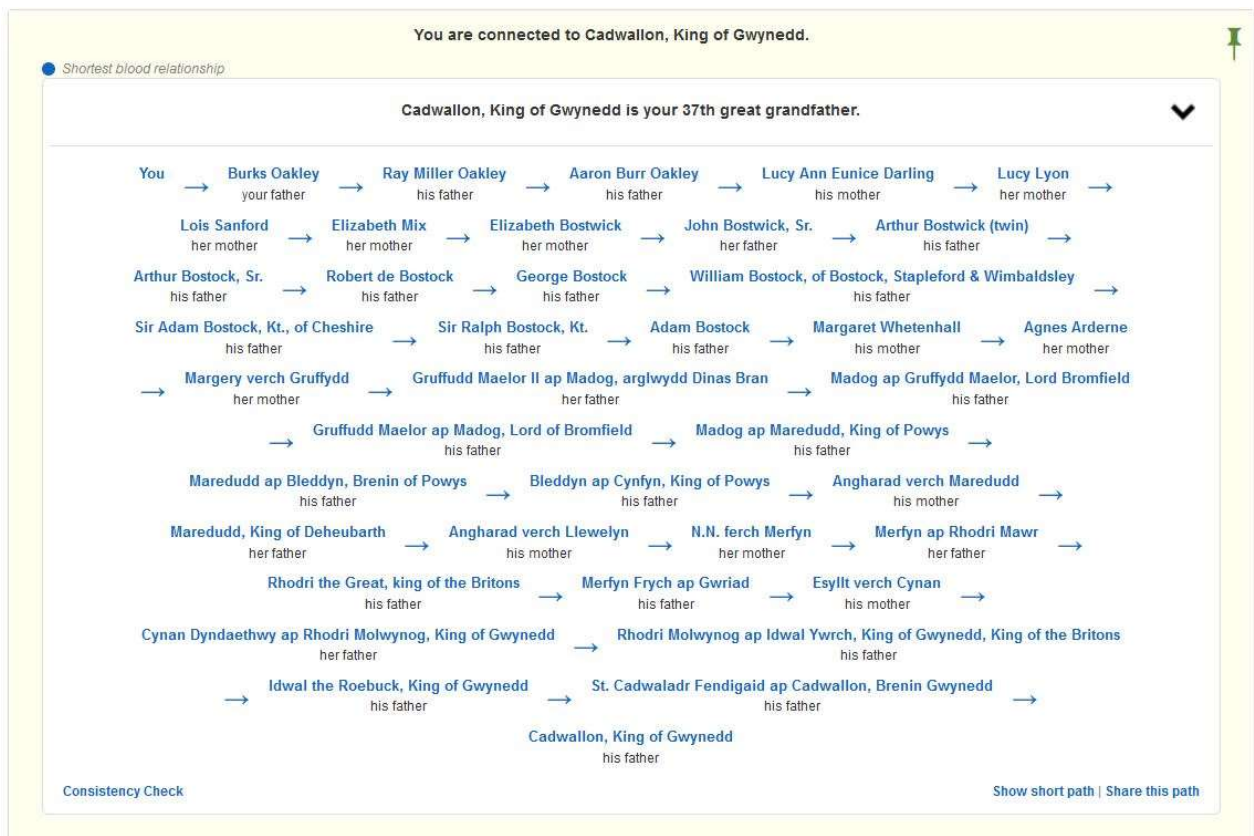 You are connected to Cadwallon, King of Gwynedd.
Shortest blood relationship
Cadwallon, King of Gwynedd is your 37th great grandfather.
You → Burks Oakley → Ray Miller Oakley → Aaron Burr Oakley → Lucy Ann Eunice Darling → Lucy Lyon →
your father his father his father his mother her mother
Lois Sanford → Elizabeth Mix → Elizabeth Bostwick → John Bostwick, Sr. → Arthur Bostwick (twin) →
her mother her mother her mother her father his father
Arthur Bostock, Sr. → Robert de Bostock → George Bostock → William Bostock, of Bostock, Stapleford & Wimbaldsley →
his father his father his father his father
Sir Adam Bostock, Kt., of Cheshire → Sir Ralph Bostock, Kt. → Adam Bostock → Margaret Whetenhall → Agnes Arderne
his father his father his father his mother her mother
→ Margery verch Gruffydd → Gruffudd Maelor II ap Madog, arglwydd Dinas Bran → Madog ap Gruffydd Maelor, Lord Bromfield
her mother her father his father
→ Gruffudd Maelor ap Madog, Lord of Bromfield → Madog ap Maredudd, King of Powys →
his father his father
Maredudd ap Bleddyn, Brenin of Powys → Bleddyn ap Cynfyn, King of Powys → Angharad verch Maredudd →
his father his father his mother
Maredudd, King of Deheubarth → Angharad verch Llewelyn → N.N. ferch Merfyn → Merfyn ap Rhodri Mawr →
her father his mother her mother her father
Rhodri the Great, king of the Britons → Merfyn Frych ap Gwriad → Esyllt verch Cynan →
his father his father his mother
Cynan Dyndaethwy ap Rhodri Molwynog, King of Gwynedd → Rhodri Molwynog ap Idwal Ywrch, King of Gwynedd, King of the Britons
her father his father
→ Idwal the Roebuck, King of Gwynedd → St. Cadwaladr Fendigaid ap Cadwallon, Brenin Gwynedd →
his father his father
Cadwallon, King of Gwynedd
his father
Consistency Check Show short path | Share this path